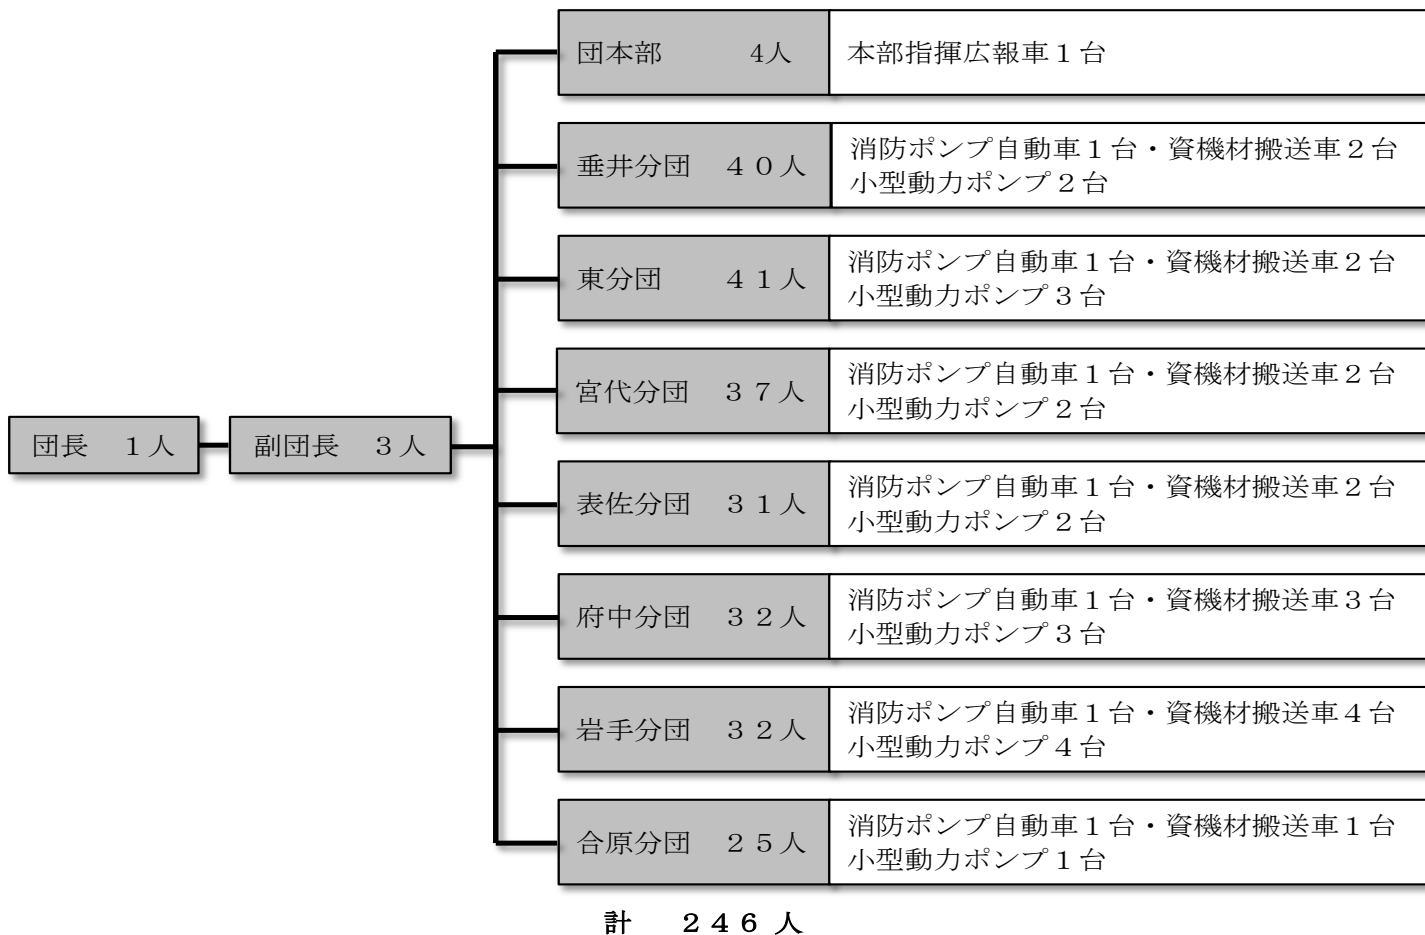 団長　１人
副団長　３人
団本部　4人
本部指揮広報車１台
垂井分団　４０人
消防ポンプ自動車１台・資機材搬送車２台
小型動力ポンプ２台
東分団　４１人
消防ポンプ自動車１台・資機材搬送車２台
小型動力ポンプ３台
宮代分団　３７人
消防ポンプ自動車１台・資機材搬送車２台
小型動力ポンプ２台
表佐分団　３１人
消防ポンプ自動車１台・資機材搬送車２台
小型動力ポンプ２台
府中分団　３２人
消防ポンプ自動車１台・資機材搬送車３台
小型動力ポンプ３台
岩手分団　３２人
消防ポンプ自動車１台・資機材搬送車４台
小型動力ポンプ４台
合原分団　２５人
消防ポンプ自動車１台・資機材搬送車１台
小型動力ポンプ１台
計　２４６人